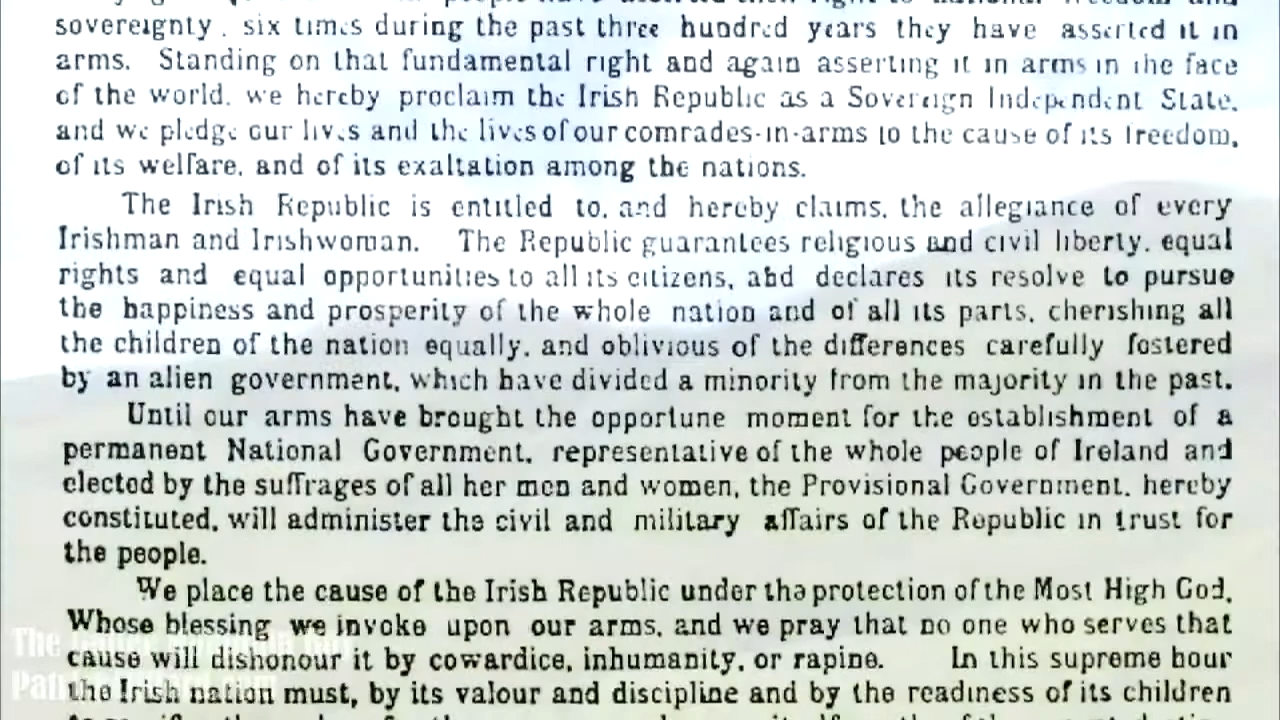 sovereignty, six times during the past three hundred years they have asserted it in
arms. Standing on that fundamental right and again asserting it in arms in the face
of the world, we hereby proclaim the Irish Republic as a Sovereign Independent State,
and we pledge our lives and the lives of our comrades-in-arms to the cause of its freedom,
of its welfare, and of its exaltation among the nations.
The Irish Republic is entitled to, and hereby claims, the allegiance of every
Irishman and Irishwoman. The Republic guarantees religious and civil liberty, equal
rights and equal opportunities to all its citizens, and declares its resolve to pursue
the happiness and prosperity of the whole nation and of all its parts, cherishing all
the children of the nation equally, and oblivious of the differences carefully fostered
by an alien government, which have divided a minority from the majority in the past.
Until our arms have brought the opportune moment for the establishment of a
permanent National Government, representative of the whole people of Ireland and
elected by the suffrages of all her men and women, the Provisional Government, hereby
constituted, will administer the civil and military affairs of the Republic in trust for
the people.
We place the cause of the Irish Republic under the protection of the Most High God,
Whose blessing we invoke upon our arms, and we pray that no one who serves that
cause will dishonour it by cowardice, inhumanity, or rapine. In this supreme hour
the Irish nation must, by its valour and discipline and by the readiness of its children
The